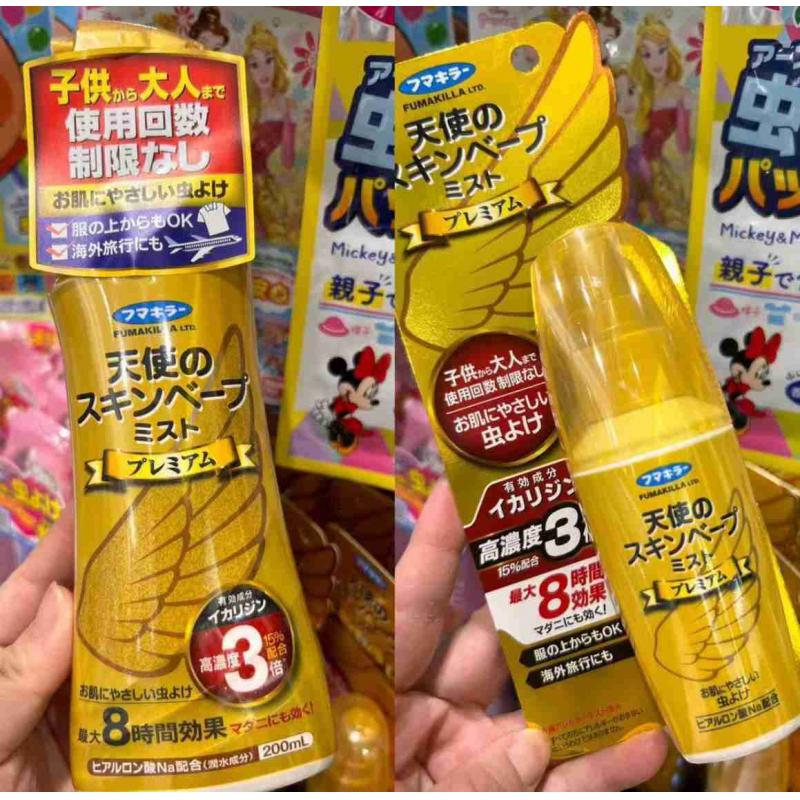 子供から大人まで
使用回数
制限なし
お肌にやさしい虫よけ
服の上からもOK
海外旅行にも
フマキラー
FUMAKILLA LTD.
天使の
スキンベープ
ミスト
プレミアム
有効成分
イカリジン
15%
配合
高濃度3倍
お肌にやさしい虫よけ
最大8時間効果 マダニにも効く!
ヒアルロン酸Na配合(潤水成分)
200mL
親子で
フマキラー
FUMAKILLA LTD.
天使の
スキンベープ
ミスト
プレミアム
子供から大人まで
使用回数制限なし
お肌にやさしい
虫よけ
有効成分
イカリジン
高濃度3倍
15%配合
最大8時間
効果
マダニにも効く!
服の上からもOK
海外旅行にも
フマキラー
FUMAKILLA LTD.
天使の
スキンベープ
ミスト
プレミアム
お肌にやさしい
虫よけ
ヒアルロン酸Na配合
虫
パッ
Mickey&M
親子で